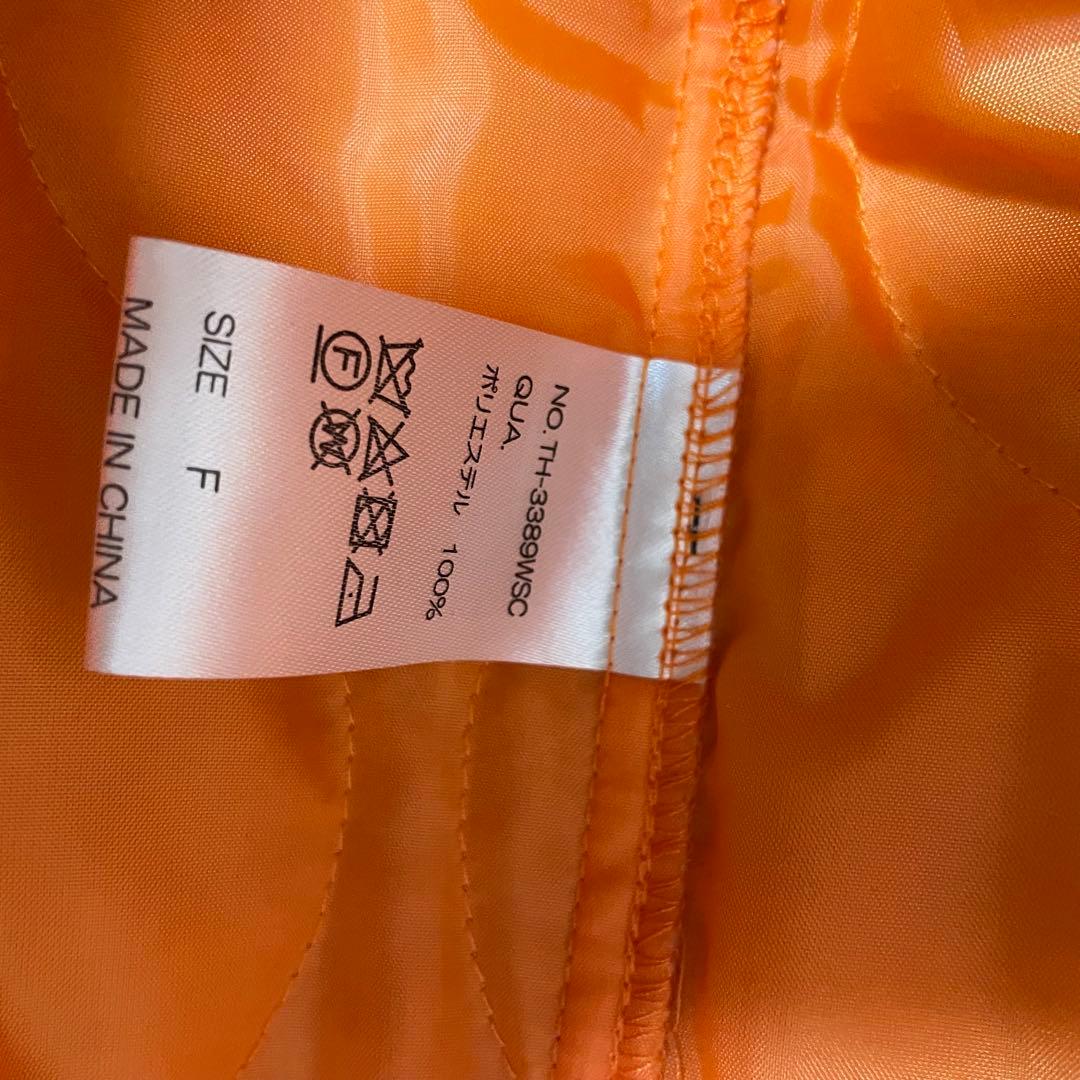 NO. TH-3389WSC
QUA.
ポリエステル 100%
F W
SIZE F
MADE IN CHINA